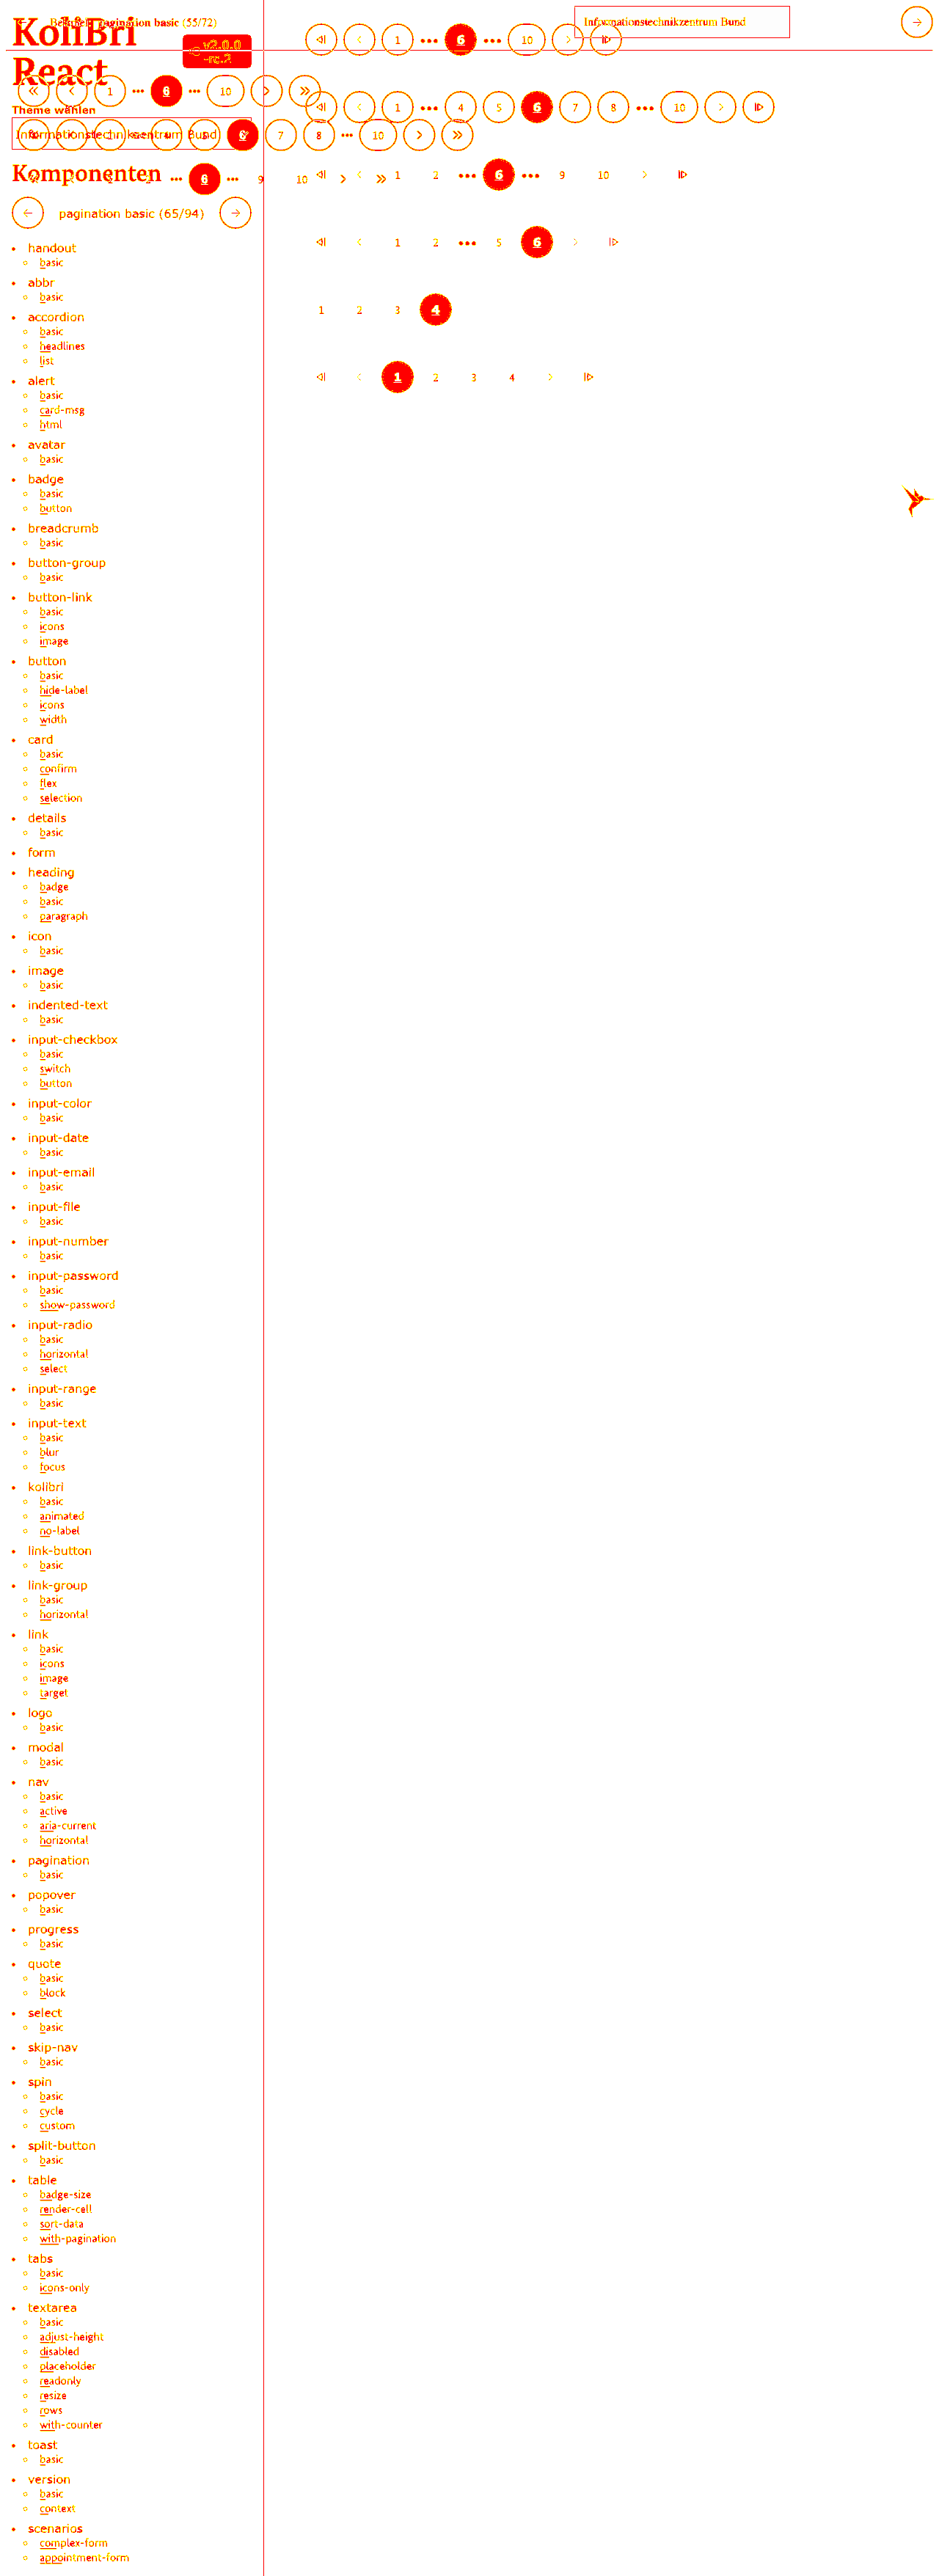 KoliBri
React
v2.0.0
-rc.2
Theme wählen
Informationstechnikzentrum Bund
Komponenten
pagination basic (65/94)
handout
basic
abbr
basic
accordion
basic
headlines
list
alert
basic
card-msg
html
avatar
basic
badge
basic
button
breadcrumb
basic
button-group
basic
button-link
basic
icons
image
button
basic
hide-label
icons
width
card
basic
confirm
flex
selection
details
basic
form
heading
badge
basic
paragraph
icon
basic
image
basic
indented-text
basic
input-checkbox
basic
switch
button
input-color
basic
input-date
basic
input-email
basic
input-file
basic
input-number
basic
input-password
basic
show-password
input-radio
basic
horizontal
select
input-range
basic
input-text
basic
blur
focus
kolibri
basic
animated
no-label
link-button
basic
link-group
basic
horizontal
link
basic
icons
image
target
logo
basic
modal
basic
nav
basic
active
aria-current
horizontal
pagination
basic
popover
basic
progress
basic
quote
basic
block
select
basic
skip-nav
basic
spin
basic
cycle
custom
split-button
basic
table
badge-size
render-cell
sort-data
with-pagination
tabs
basic
icons-only
textarea
basic
adjust-height
disabled
placeholder
readonly
resize
rows
with-counter
toast
basic
version
basic
context
scenarios
complex-form
appointment-form
pagination basic (55/72)
Informationstechnikzentrum Bund
1 ••• 6 ••• 10
1 ••• 4 5 6 7 8 ••• 10
1 2 ••• 6 ••• 9 10
1 2 ••• 5 6
1 2 3 4
1 2 3 4
1 ••• 6 ••• 10
6 7 8 ••• 10
••• 6 ••• 9 10